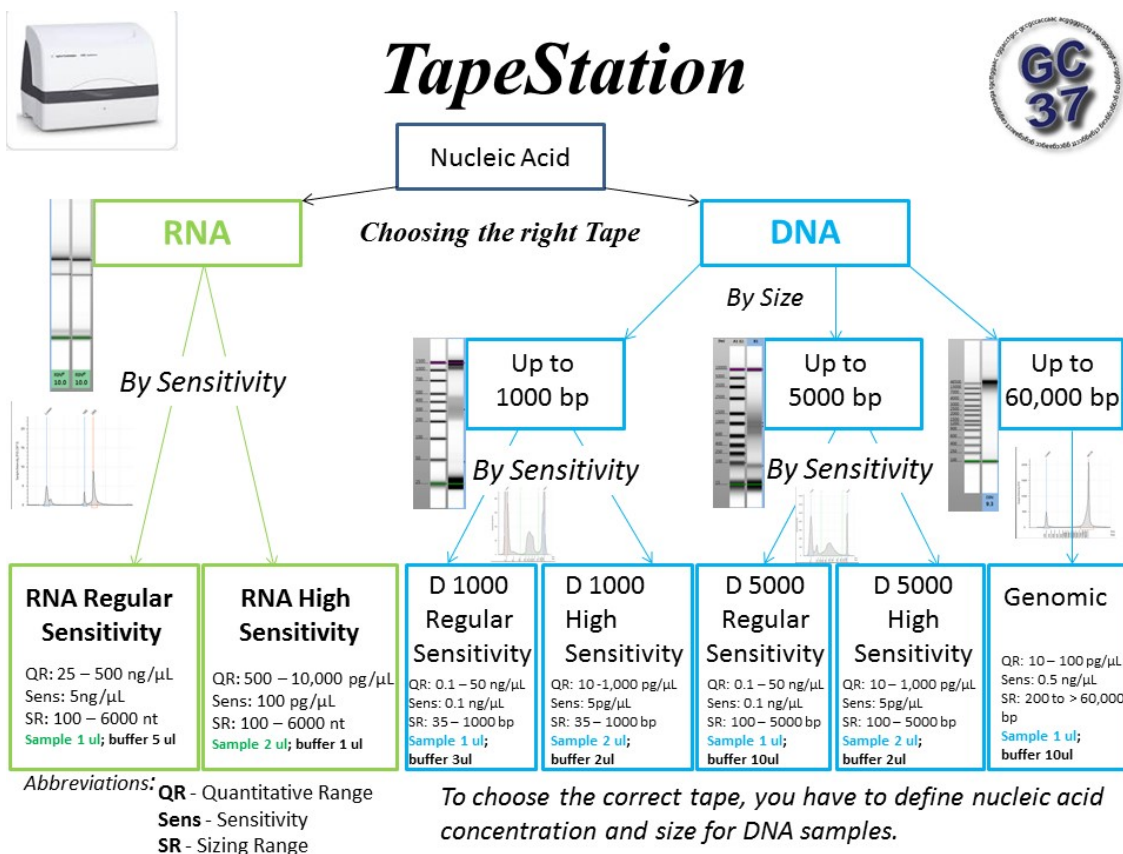 TapeStation
GC
37
Nucleic Acid
RNA
Choosing the right Tape
DNA
By Size
By Sensitivity
Up to
1000 bp
Up to
5000 bp
Up to
60,000 bp
By Sensitivity
By Sensitivity
RNA Regular
Sensitivity
QR: 25 – 500 ng/µL
Sens: 5ng/µL
SR: 100 – 6000 nt
Sample 1 ul; buffer 5 ul
RNA High
Sensitivity
QR: 500 – 10,000 pg/µL
Sens: 100 pg/µL
SR: 100 – 6000 nt
Sample 2 ul; buffer 1 ul
D 1000
Regular
Sensitivity
QR: 0.1 – 50 ng/µL
Sens: 0.1 ng/µL
SR: 35 – 1000 bp
Sample 1 ul;
buffer 3ul
D 1000
High
Sensitivity
QR: 10 -1,000 pg/µL
Sens: 5pg/µL
SR: 35 – 1000 bp
Sample 2 ul;
buffer 2ul
D 5000
Regular
Sensitivity
QR: 0.1 – 50 ng/µL
Sens: 0.1 ng/µL
SR: 100 – 5000 bp
Sample 1 ul;
buffer 10ul
D 5000
High
Sensitivity
QR: 10 – 1,000 pg/µL
Sens: 5pg/µL
SR: 100 – 5000 bp
Sample 2 ul;
buffer 2ul
Genomic
QR: 10 – 100 pg/µL
Sens: 0.5 ng/µL
SR: 200 to > 60,000
bp
Sample 1 ul;
buffer 10ul
Abbreviations:
QR - Quantitative Range
Sens - Sensitivity
SR - Sizing Range
To choose the correct tape, you have to define nucleic acid
concentration and size for DNA samples.